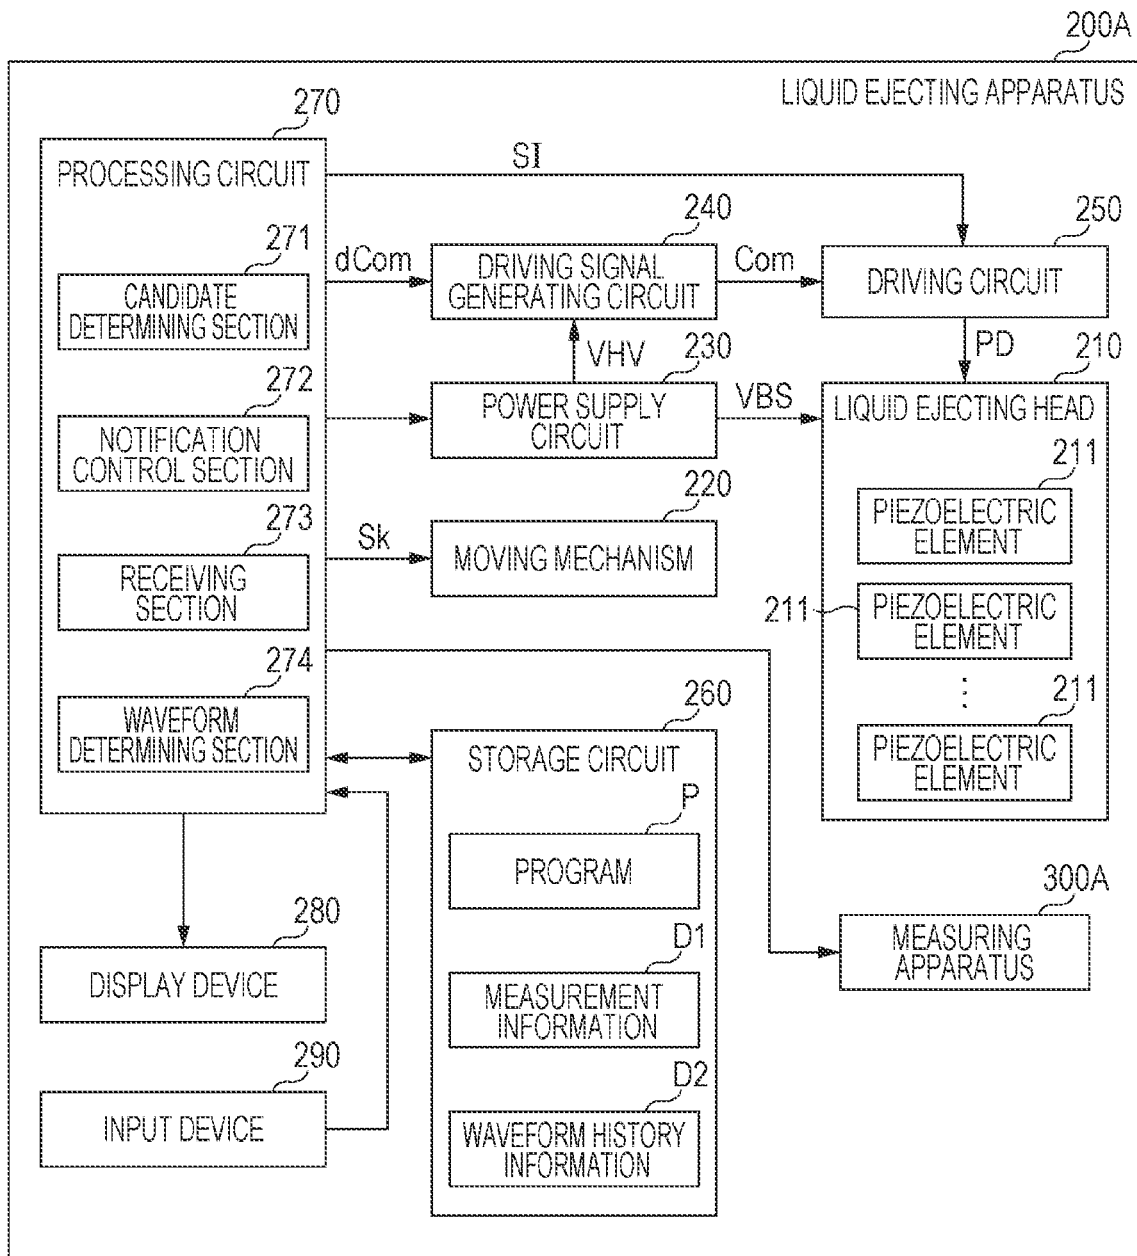 200A
LIQUID EJECTING APPARATUS
270
PROCESSING CIRCUIT
SI
271
CANDIDATE
DETERMINING SECTION
dCom
240
DRIVING SIGNAL
GENERATING CIRCUIT
Com
250
DRIVING CIRCUIT
VHV
PD
272
NOTIFICATION
CONTROL SECTION
230
POWER SUPPLY
CIRCUIT
VBS
210
LIQUID EJECTING HEAD
211
PIEZOELECTRIC
ELEMENT
273
RECEIVING
SECTION
Sk
220
MOVING MECHANISM
211
PIEZOELECTRIC
ELEMENT
274
WAVEFORM
DETERMINING SECTION
211
PIEZOELECTRIC
ELEMENT
260
STORAGE CIRCUIT
P
PROGRAM
280
DISPLAY DEVICE
D1
MEASUREMENT
INFORMATION
300A
MEASURING
APPARATUS
290
INPUT DEVICE
D2
WAVEFORM HISTORY
INFORMATION